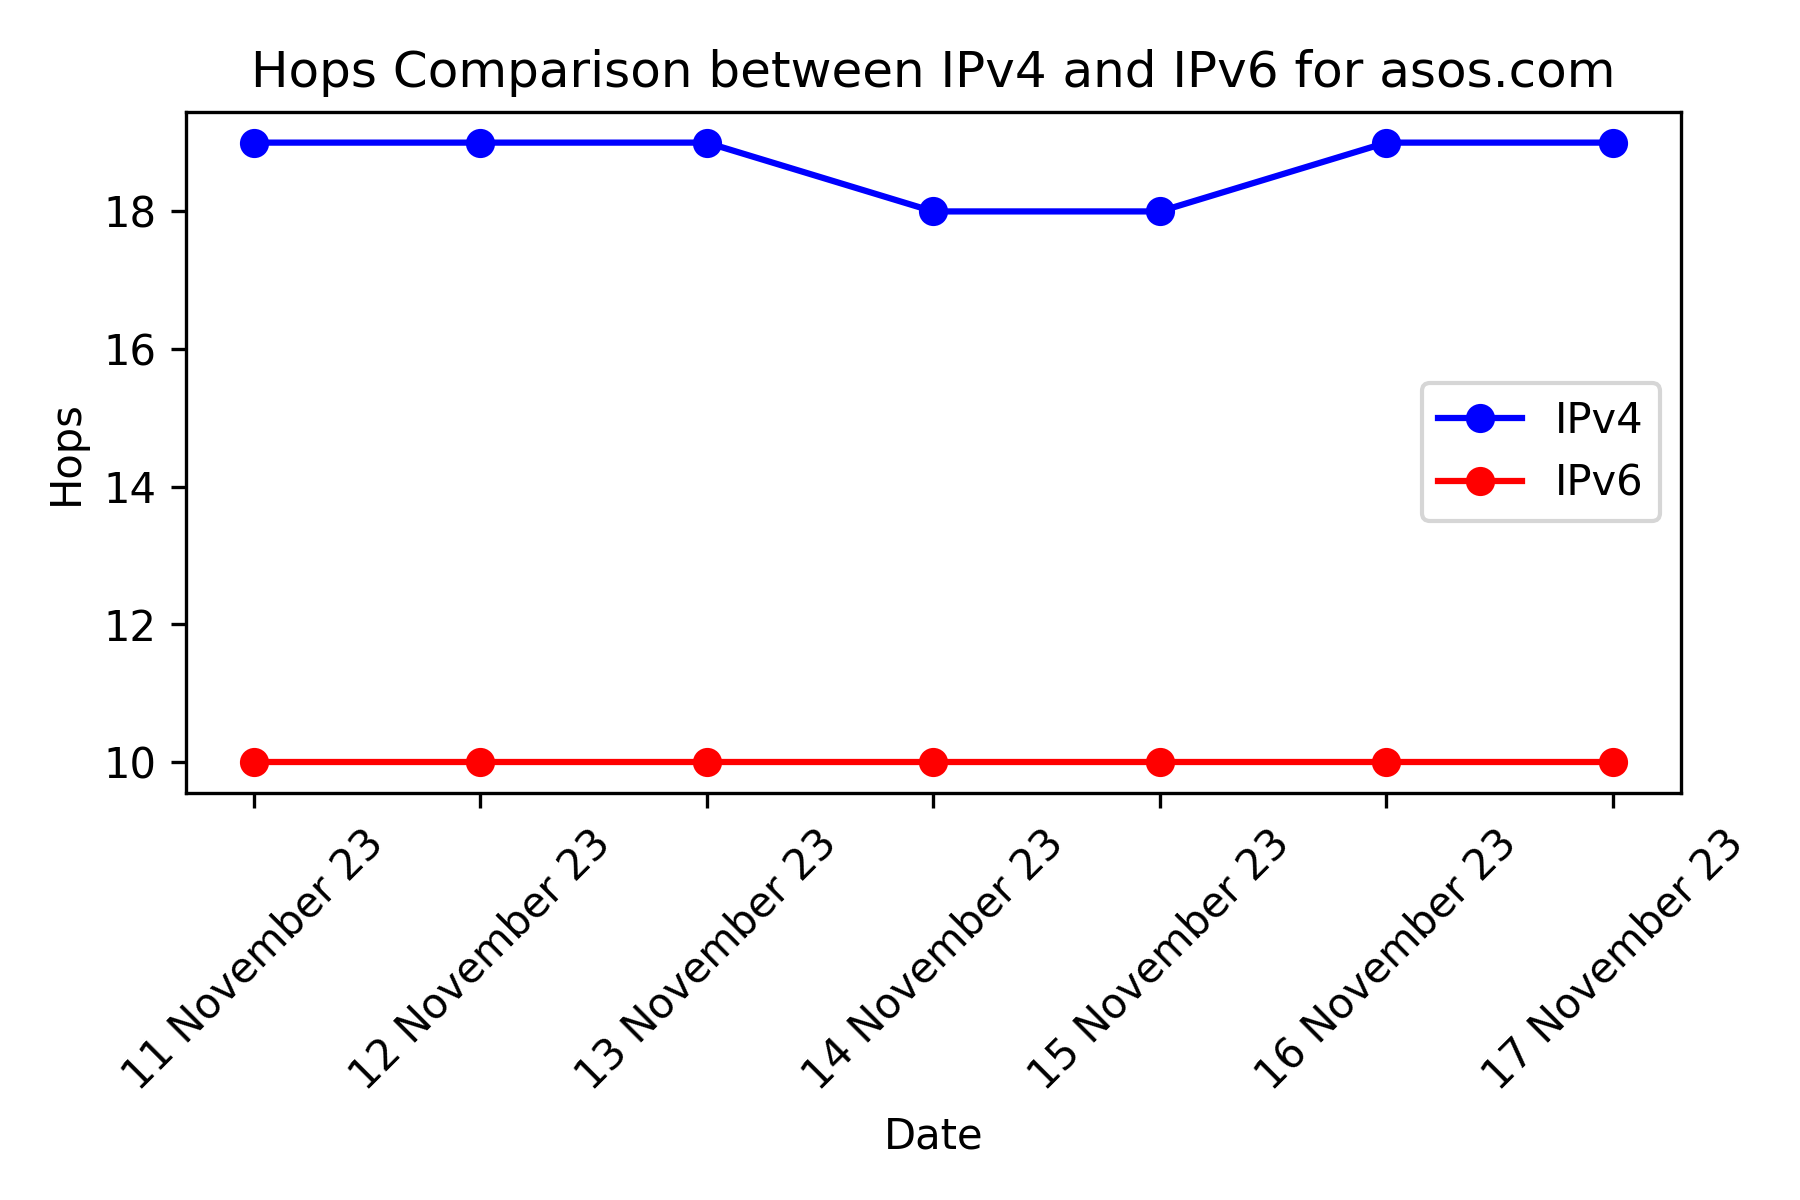 Hops Comparison between IPv4 and IPv6 for asos.com
18
16
14
12
10
Hops
IPv4
IPv6
11 November 23
12 November 23
13 November 23
14 November 23
15 November 23
16 November 23
17 November 23
Date